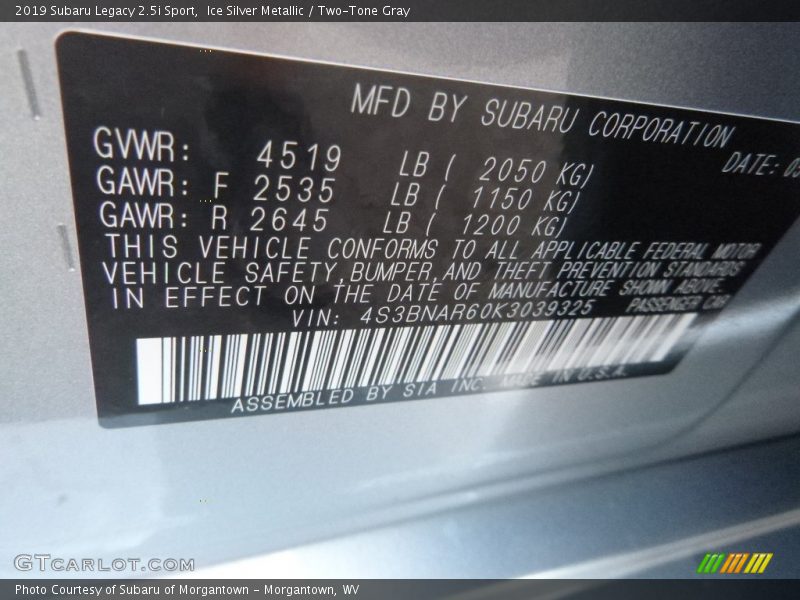 2019 Subaru Legacy 2.5i Sport, Ice Silver Metallic / Two-Tone Gray
MFD BY SUBARU CORPORATION
GVWR: 4519 LB ( 2050 KG) DATE: 03
GAWR: F 2535 LB ( 1150 KG)
GAWR: R 2645 LB ( 1200 KG)
THIS VEHICLE CONFORMS TO ALL APPLICABLE FEDERAL MOTOR
VEHICLE SAFETY,BUMPER,AND THEFT PREVENTION STANDARDS
IN EFFECT ON THE DATE OF MANUFACTURE SHOWN ABOVE.
VIN: 4S3BNAR60K3039325 PASSENGER CAR
ASSEMBLED BY SIA INC. MADE IN U.S.A.
GTCARLOT.COM
Photo Courtesy of Subaru of Morgantown - Morgantown, WV